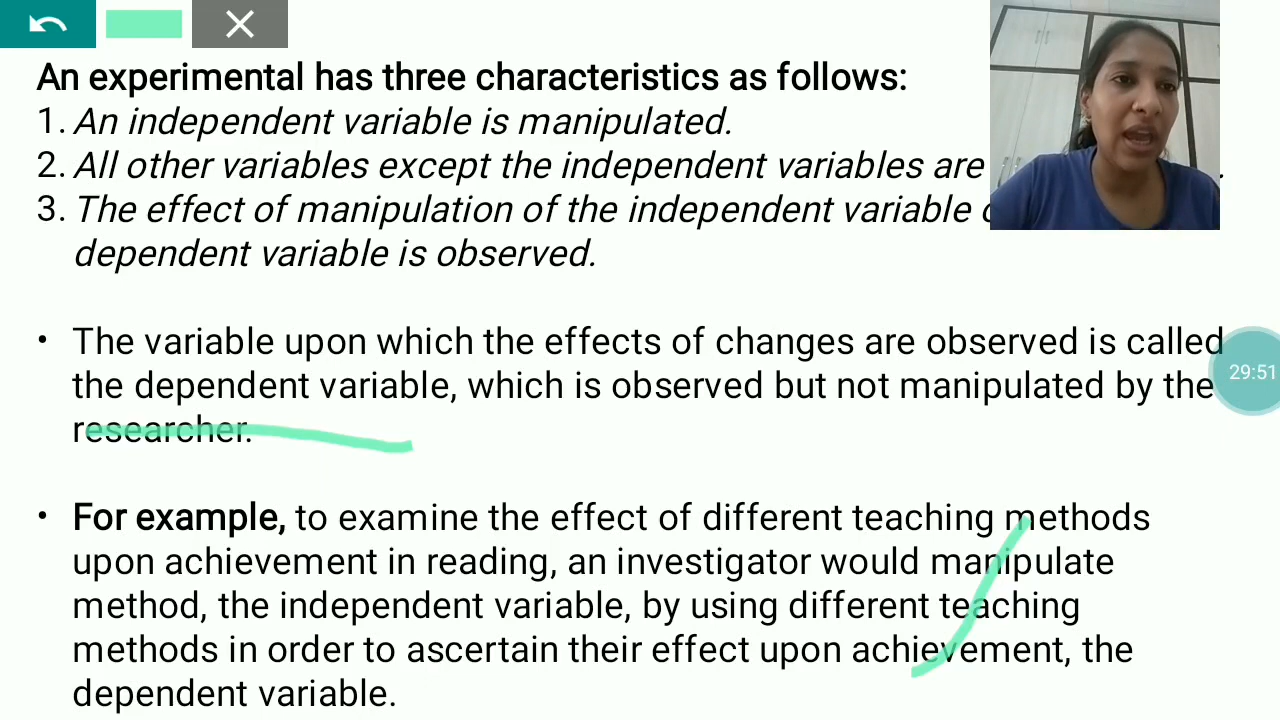 An experimental has three characteristics as follows:
1. An independent variable is manipulated.
2. All other variables except the independent variables are
3. The effect of manipulation of the independent variable
dependent variable is observed.
• The variable upon which the effects of changes are observed is called
the dependent variable, which is observed but not manipulated by the
researcher.
29:51
• For example, to examine the effect of different teaching methods
upon achievement in reading, an investigator would manipulate
method, the independent variable, by using different teaching
methods in order to ascertain their effect upon achievement, the
dependent variable.